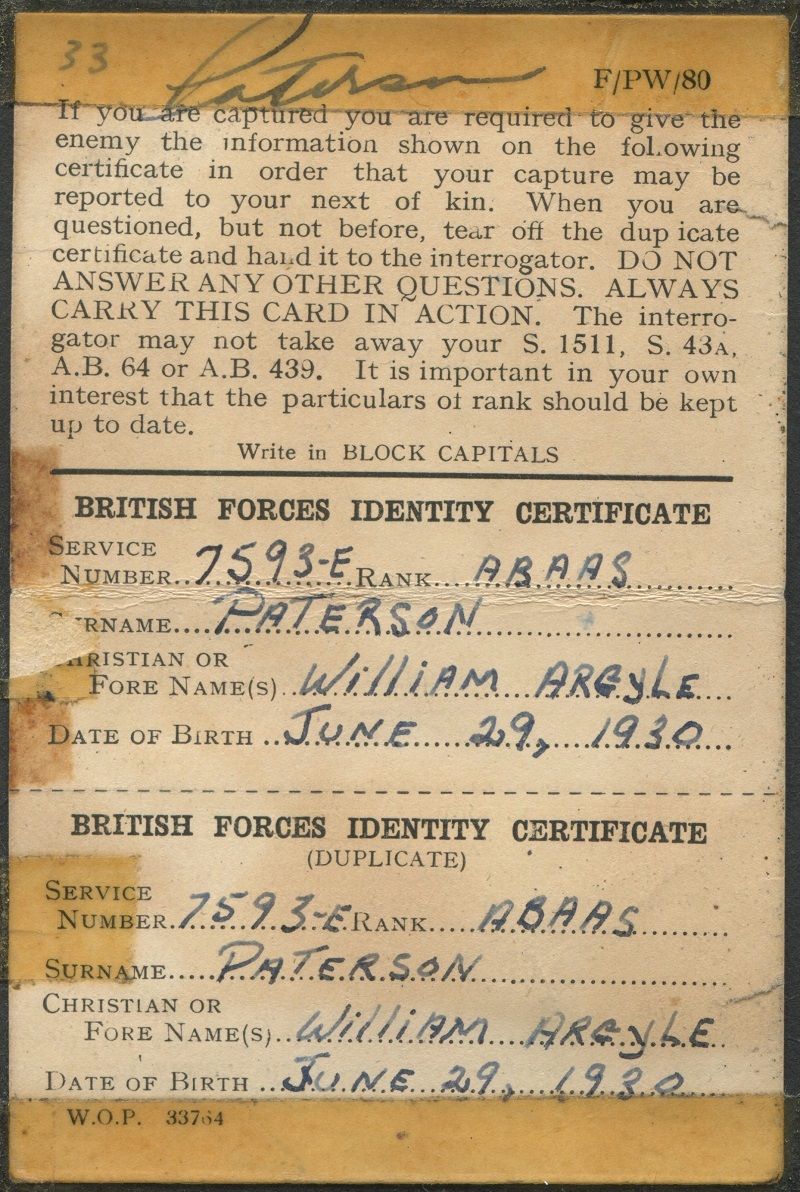 33 Paterson F/PW/80
If you are captured you are required to give the
enemy the information shown on the fol.owing
certificate in order that your capture may be
reported to your next of kin. When you are
questioned, but not before, tear off the dup icate
certificate and hand it to the interrogator. DO NOT
ANSWER ANY OTHER QUESTIONS. ALWAYS
CARRY THIS CARD IN ACTION. The interro-
gator may not take away your S. 1511, S. 43A,
A.B. 64 or A.B. 439. It is important in your own
interest that the particulars of rank should be kept
up to date.
Write in BLOCK CAPITALS
BRITISH FORCES IDENTITY CERTIFICATE
SERVICE
NUMBER..7593-E RANK....ABAAS
RNAME....PATERSON
HRISTIAN OR
FORE NAME(S)..WilliAM ARGYLE
DATE OF BIRTH ..JUNE 29, 1930
BRITISH FORCES IDENTITY CERTIFICATE
(DUPLICATE)
SERVICE
NUMBER.7593-E RANK.....ABAAS
SURNAME.....PATERSON
CHRISTIAN OR
FORE NAME(S)..WilliAM ARGYLE
DATE OF BIRTH ..JUNE 29, 1930
W.O.P. 33764